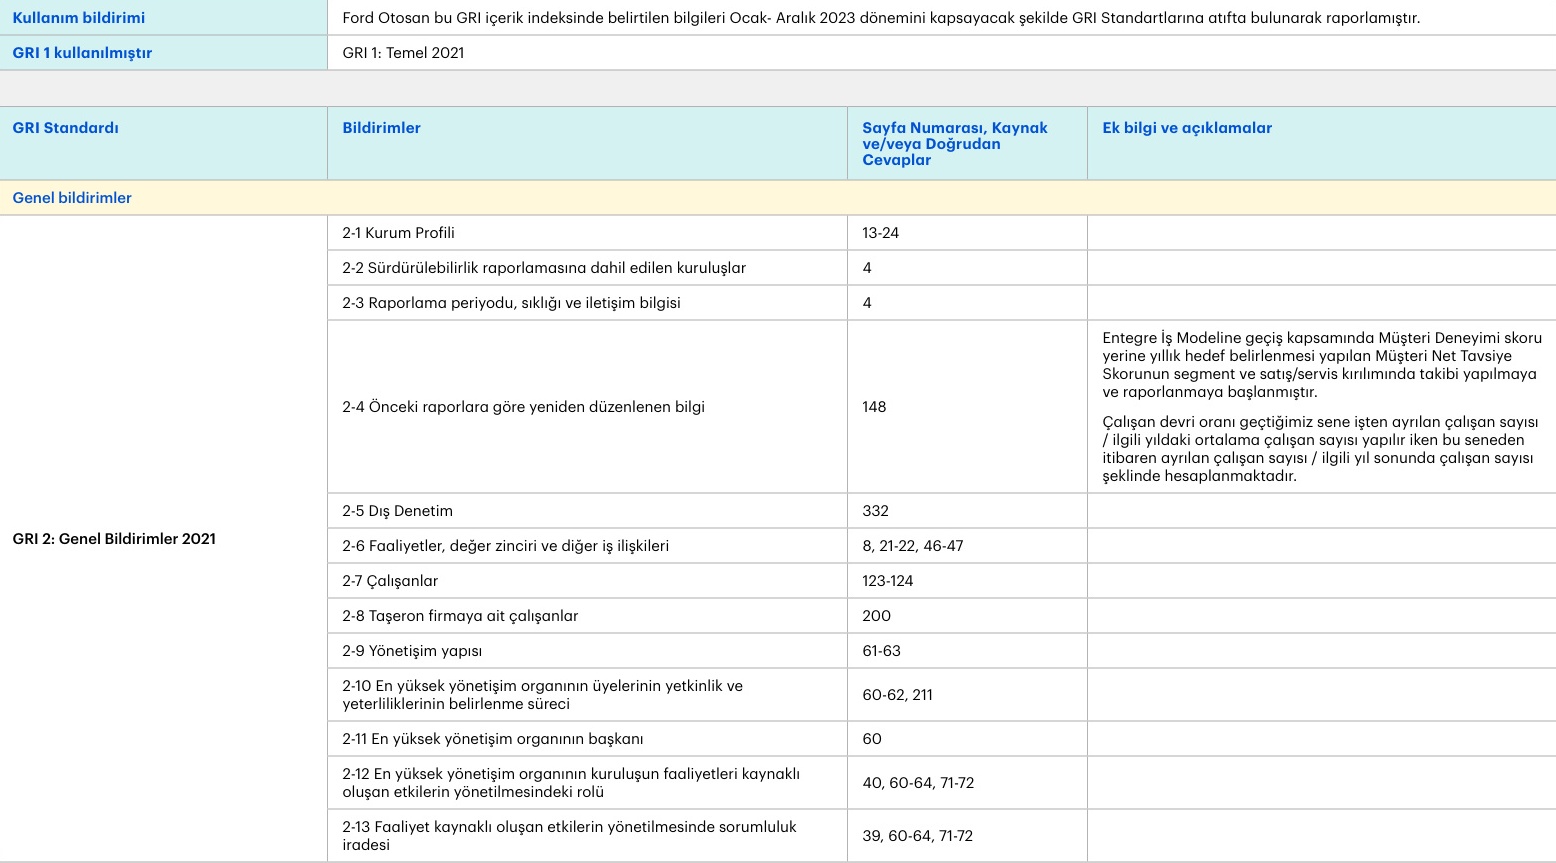 Kullanım bildirimi
Ford Otosan bu GRI içerik indeksinde belirtilen bilgileri Ocak- Aralık 2023 dönemini kapsayacak şekilde GRI Standartlarına atıfta bulunarak raporlamıştır.
GRI 1 kullanılmıştır
GRI 1: Temel 2021
GRI Standardı
Bildirimler
Sayfa Numarası, Kaynak
ve/veya Doğrudan
Cevaplar
Ek bilgi ve açıklamalar
Genel bildirimler
GRI 2: Genel Bildirimler 2021
2-1 Kurum Profili
13-24
2-2 Sürdürülebilirlik raporlamasına dahil edilen kuruluşlar
4
2-3 Raporlama periyodu, sıklığı ve iletişim bilgisi
4
2-4 Önceki raporlara göre yeniden düzenlenen bilgi
148
Entegre İş Modeline geçiş kapsamında Müşteri Deneyimi skoru
yerine yıllık hedef belirlenmesi yapılan Müşteri Net Tavsiye
Skorunun segment ve satış/servis kırılımında takibi yapılmaya
ve raporlanmaya başlanmıştır.
Çalışan devri oranı geçtiğimiz sene işten ayrılan çalışan sayısı
/ ilgili yıldaki ortalama çalışan sayısı yapılır iken bu seneden
itibaren ayrılan çalışan sayısı / ilgili yıl sonunda çalışan sayısı
şeklinde hesaplanmaktadır.
2-5 Dış Denetim
332
2-6 Faaliyetler, değer zinciri ve diğer iş ilişkileri
8, 21-22, 46-47
2-7 Çalışanlar
123-124
2-8 Taşeron firmaya ait çalışanlar
200
2-9 Yönetişim yapısı
61-63
2-10 En yüksek yönetişim organının üyelerinin yetkinlik ve
yeterliliklerinin belirlenme süreci
60-62, 211
2-11 En yüksek yönetişim organının başkanı
60
2-12 En yüksek yönetişim organının kuruluşun faaliyetleri kaynaklı
oluşan etkilerin yönetilmesindeki rolü
40, 60-64, 71-72
2-13 Faaliyet kaynaklı oluşan etkilerin yönetilmesinde sorumluluk
iradesi
39, 60-64, 71-72